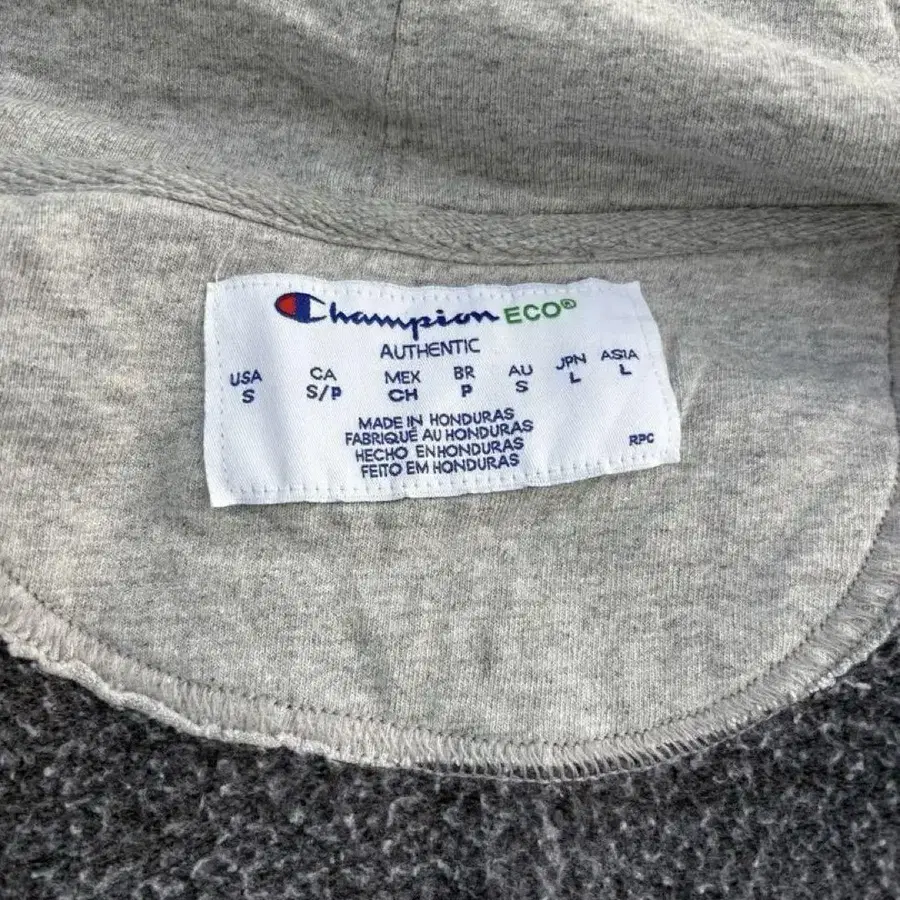 Champion ECO®
AUTHENTIC
USA CA MEX BR AU JPN ASIA
S S/P CH P S L L
MADE IN HONDURAS
FABRIQUE AU HONDURAS
HECHO EN HONDURAS
FEITO EM HONDURAS
RPC